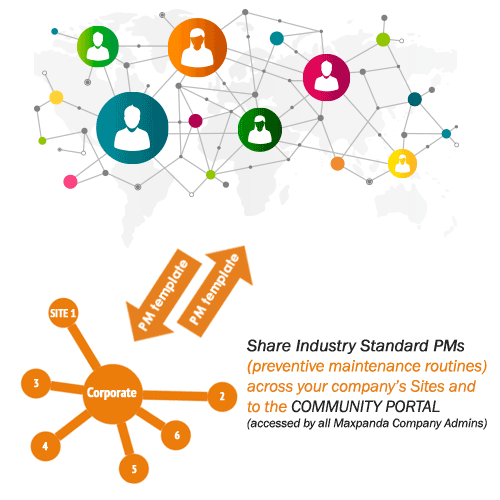 PM template
PM template
SITE 1
Corporate
3
2
4
6
5
Share Industry Standard PMs
(preventive maintenance routines)
across your company's Sites and
to the COMMUNITY PORTAL
(accessed by all Maxpanda Company Admins)